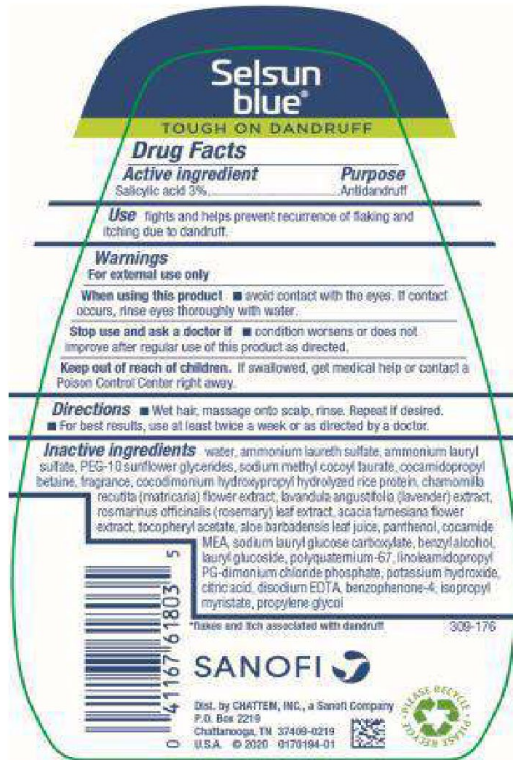 Selsun
blue®
TOUGH ON DANDRUFF
Drug Facts
Active ingredient Purpose
Salicylic acid 3%..............................Antidandruff
Use fights and helps prevent recurrence of flaking and
itching due to dandruff.
Warnings
For external use only
When using this product ■ avoid contact with the eyes. If contact
occurs, rinse eyes thoroughly with water.
Stop use and ask a doctor if ■ condition worsens or does not
improve after regular use of this product as directed.
Keep out of reach of children. If swallowed, get medical help or contact a
Poison Control Center right away.
Directions ■ Wet hair, massage onto scalp, rinse. Repeat if desired.
■ For best results, use at least twice a week or as directed by a doctor.
Inactive ingredients water, ammonium laureth sulfate, ammonium lauryl
sulfate, PEG-10 sunflower glycerides, sodium methyl cocoyl taurate, cocamidopropyl
betaine, fragrance, cocodimonium hydroxypropyl hydrolyzed rice protein, chamomilla
recutita (matricaria) flower extract, lavandula angustifolia (lavender) extract,
rosmarinus officinalis (rosemary) leaf extract, acacia farnesiana flower
extract, tocopheryl acetate, aloe barbadensis leaf juice, panthenol, cocamide
MEA, sodium lauryl glucose carboxylate, benzyl alcohol,
lauryl glucoside, polyquaternium-67, linoleamidopropyl
PG-dimonium chloride phosphate, potassium hydroxide,
citric acid, disodium EDTA, benzophenone-4, isopropyl
myristate, propylene glycol
*flakes and itch associated with dandruff 309-176
0 41167 61803 5
SANOFI
Dist. by CHATTEM, INC., a Sanofi Company
P.O. Box 2219
Chattanooga, TN 37409-0219
U.S.A. © 2020 0170194-01
PLEASE RECYCLE • PLEASE RECYCLE •